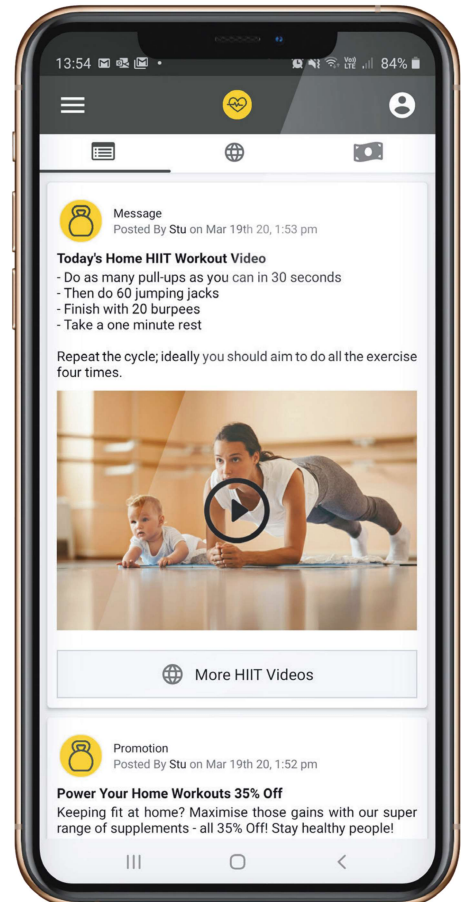 13:54
Vo) LTE 84%
Message
Posted By Stu on Mar 19th 20, 1:53 pm
Today's Home HIIT Workout Video
- Do as many pull-ups as you can in 30 seconds
- Then do 60 jumping jacks
- Finish with 20 burpees
- Take a one minute rest
Repeat the cycle; ideally you should aim to do all the exercise
four times.
More HIIT Videos
Promotion
Posted By Stu on Mar 19th 20, 1:52 pm
Power Your Home Workouts 35% Off
Keeping fit at home? Maximise those gains with our super
range of supplements - all 35% Off! Stay healthy people!